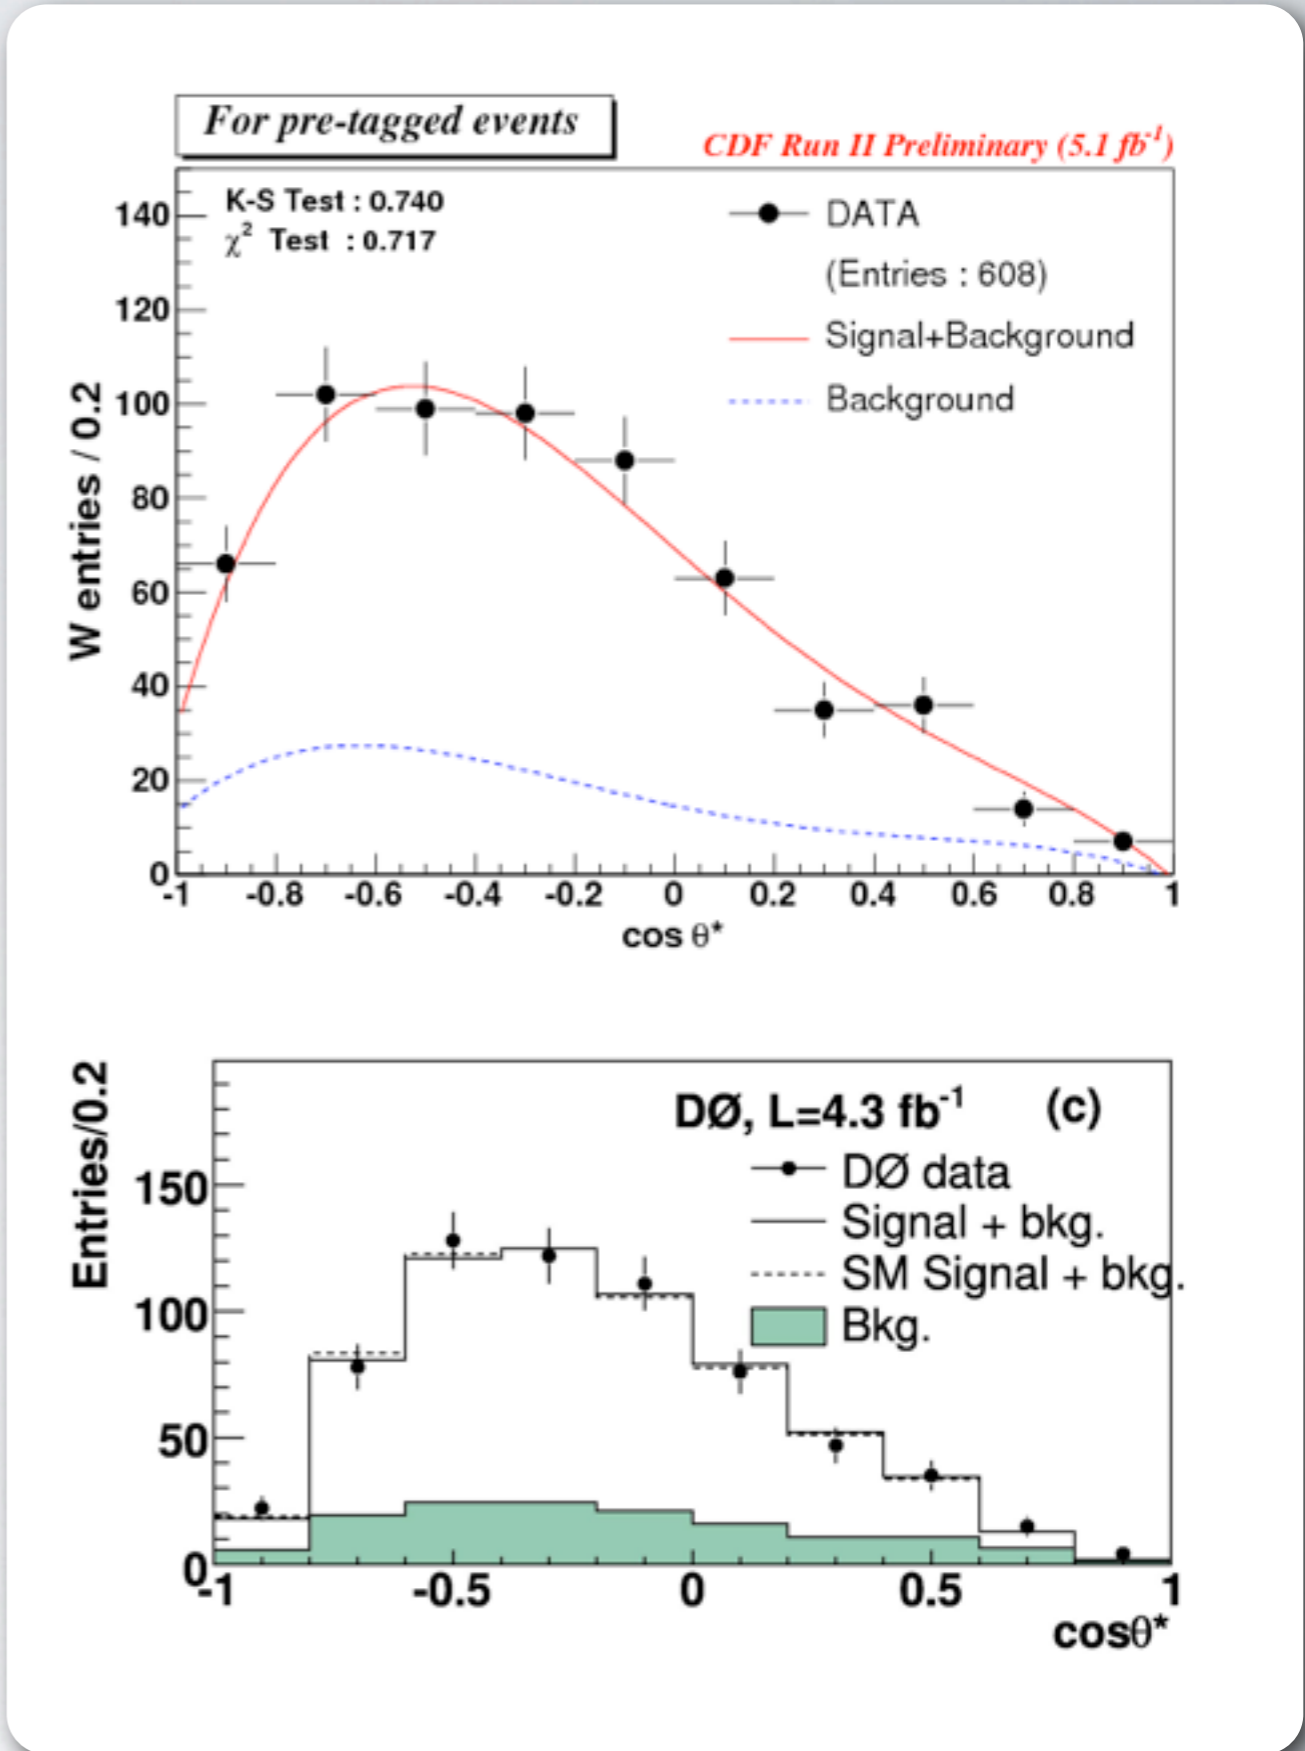 For pre-tagged events
CDF Run II Preliminary (5.1 fb⁻¹)
K-S Test : 0.740
χ² Test : 0.717
DATA
(Entries : 608)
Signal+Background
Background
W entries / 0.2
140
120
100
80
60
40
20
0
-1 -0.8 -0.6 -0.4 -0.2 0 0.2 0.4 0.6 0.8 1
cos θ*
Entries/0.2
DØ, L=4.3 fb⁻¹ (c)
DØ data
Signal + bkg.
SM Signal + bkg.
Bkg.
150
100
50
0
-1 -0.5 0 0.5 1
cosθ*